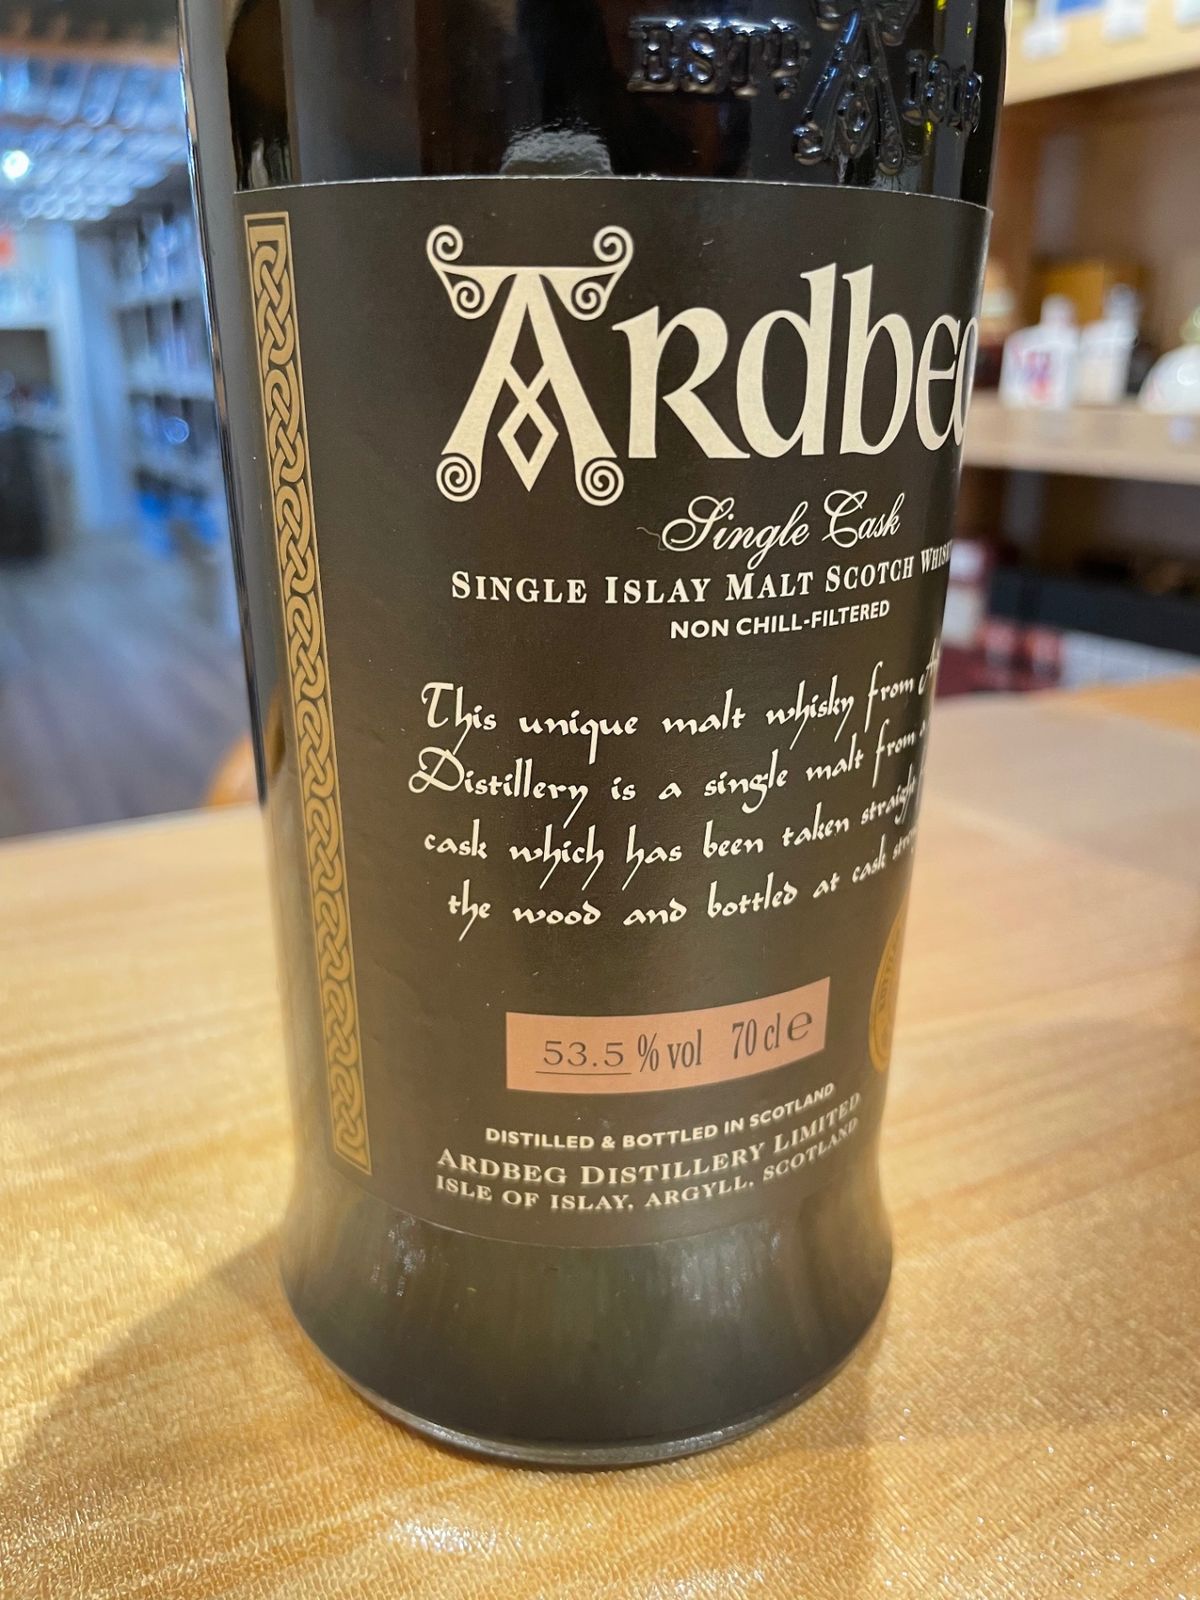 ESTD
Ardbeg
Single Cask
SINGLE ISLAY MALT SCOTCH
NON CHILL-FILTERED
This unique malt whisky from
Distillery is a single malt from
cask which has been taken straight
the wood and bottled at cask
53.5 % vol 70 cl e
DISTILLED & BOTTLED IN SCOTLAND
ARDBEG DISTILLERY LIMITED
ISLE OF ISLAY, ARGYLL, SCOTLAND